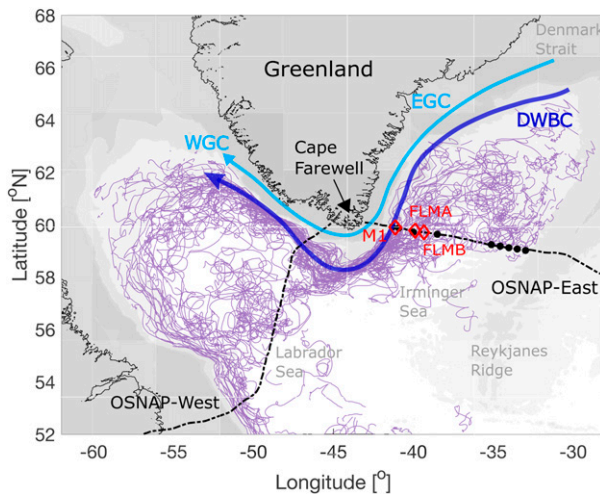 68
66
64
62
60
58
56
54
52
Latitude [°N]
Denmark
Strait
Greenland
EGC
DWBC
WGC
Cape
Farewell
FLMA
M1
FLMB
OSNAP-East
Irminger
Sea
Reykjanes
Ridge
Labrador
Sea
OSNAP-West
-60 -55 -50 -45 -40 -35 -30
Longitude [°]